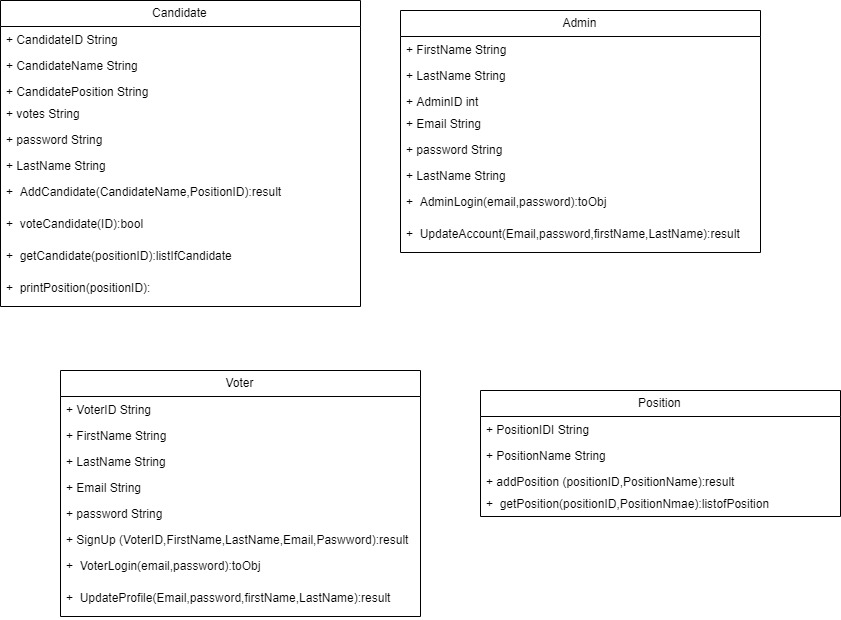 Candidate
+ CandidateID String
+ CandidateName String
+ CandidatePosition String
+ votes String
+ password String
+ LastName String
+ AddCandidate(CandidateName,PositionID):result
+ voteCandidate(ID):bool
+ getCandidate(positionID):listIfCandidate
+ printPosition(positionID):
Admin
+ FirstName String
+ LastName String
+ AdminID int
+ Email String
+ password String
+ LastName String
+ AdminLogin(email,password):toObj
+ UpdateAccount(Email,password,firstName,LastName):result
Voter
+ VoterID String
+ FirstName String
+ LastName String
+ Email String
+ password String
+ SignUp (VoterID,FirstName,LastName,Email,Paswword):result
+ VoterLogin(email,password):toObj
+ UpdateProfile(Email,password,firstName,LastName):result
Position
+ PositionIDI String
+ PositionName String
+ addPosition (positionID,PositionName):result
+ getPosition(positionID,PositionNmae):listofPosition